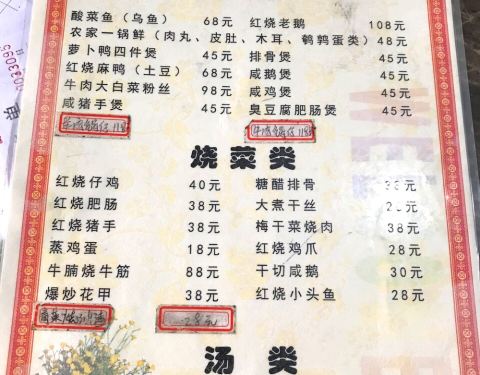 酸菜鱼（乌鱼） 68元 红烧老鹅 108元
农家一锅鲜（肉丸、皮肚、木耳、鹌鹑蛋类）48元
萝卜鸭四件煲 45元 排骨煲 45元
红烧麻鸭（土豆） 68元 咸鹅煲 45元
牛肉大白菜粉丝 98元 咸鸡煲 45元
咸猪手煲 45元 臭豆腐肥肠煲 45元
烧菜类
红烧仔鸡 40元 糖醋排骨 元
红烧肥肠 38元 大煮干丝 元
红烧猪手 38元 梅干菜烧肉 38元
蒸鸡蛋 18元 红烧鸡爪 28元
牛腩烧牛筋 88元 干切咸鹅 30元
爆炒花甲 38元 红烧小头鱼 28元
28元
汤类